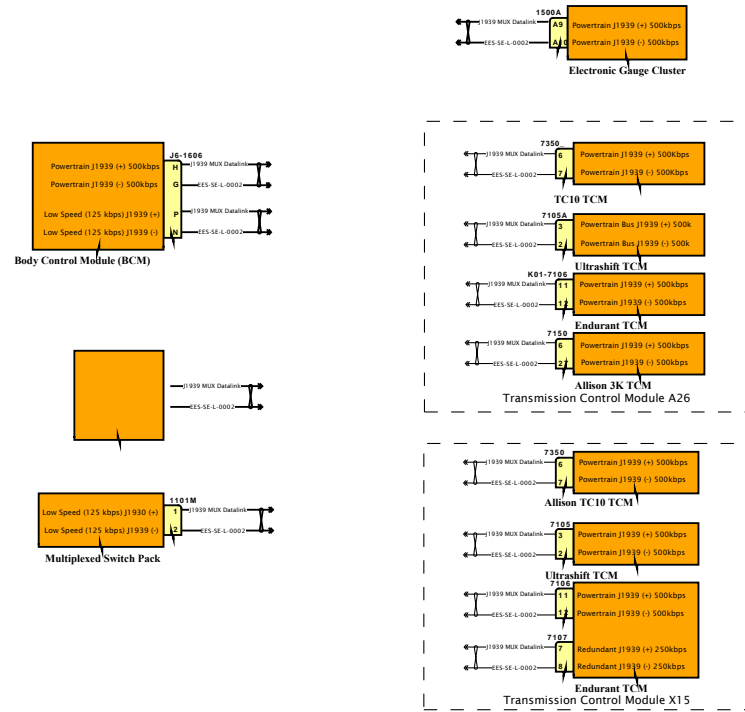 1500A
J1939 MUX Datalink
A9
Powertrain J1939 (+) 500kbps
EES-SE-L-0002
A10
Powertrain J1939 (-) 500kbps
Electronic Gauge Cluster
J6-1606
Powertrain J1939 (+) 500kbps
H
J1939 MUX Datalink
Powertrain J1939 (-) 500kbps
G
EES-SE-L-0002
Low Speed (125 kbps) J1939 (+)
P
J1939 MUX Datalink
Low Speed (125 kbps) J1939 (-)
N
EES-SE-L-0002
Body Control Module (BCM)
J1939 MUX Datalink
EES-SE-L-0002
1101M
Low Speed (125 kbps) J1930 (+)
1
J1939 MUX Datalink
Low Speed (125 kbps) J1939 (-)
2
EES-SE-L-0002
Multiplexed Switch Pack
7350_
J1939 MUX Datalink
6
Powertrain J1939 (+) 500kbps
EES-SE-L-0002
7
Powertrain J1939 (-) 500kbps
TC10 TCM
7105A
J1939 MUX Datalink
3
Powertrain Bus J1939 (+) 500k
EES-SE-L-0002
2
Powertrain Bus J1939 (-) 500k
Ultrashift TCM
K01-7106
J1939 MUX Datalink
11
Powertrain J1939 (+) 500kbps
EES-SE-L-0002
12
Powertrain J1939 (-) 500kbps
Endurant TCM
7150
J1939 MUX Datalink
6
Powertrain J1939 (+) 500kbps
EES-SE-L-0002
Powertrain J1939 (-) 500kbps
Allison 3K TCM
Transmission Control Module A26
7350
J1939 MUX Datalink
6
Powertrain J1939 (+) 500kbps
EES-SE-L-0002
7
Powertrain J1939 (-) 500kbps
Allison TC10 TCM
7105
J1939 MUX Datalink
3
Powertrain J1939 (+) 500kbps
EES-SE-L-0002
2
Powertrain J1939 (-) 500kbps
Ultrashift TCM
7106
J1939 MUX Datalink
11
Powertrain J1939 (+) 500kbps
EES-SE-L-0002
12
Powertrain J1939 (-) 500kbps
7107
J1939 MUX Datalink
7
Redundant J1939 (+) 250kbps
EES-SE-L-0002
8
Redundant J1939 (-) 250kbps
Endurant TCM
Transmission Control Module X15